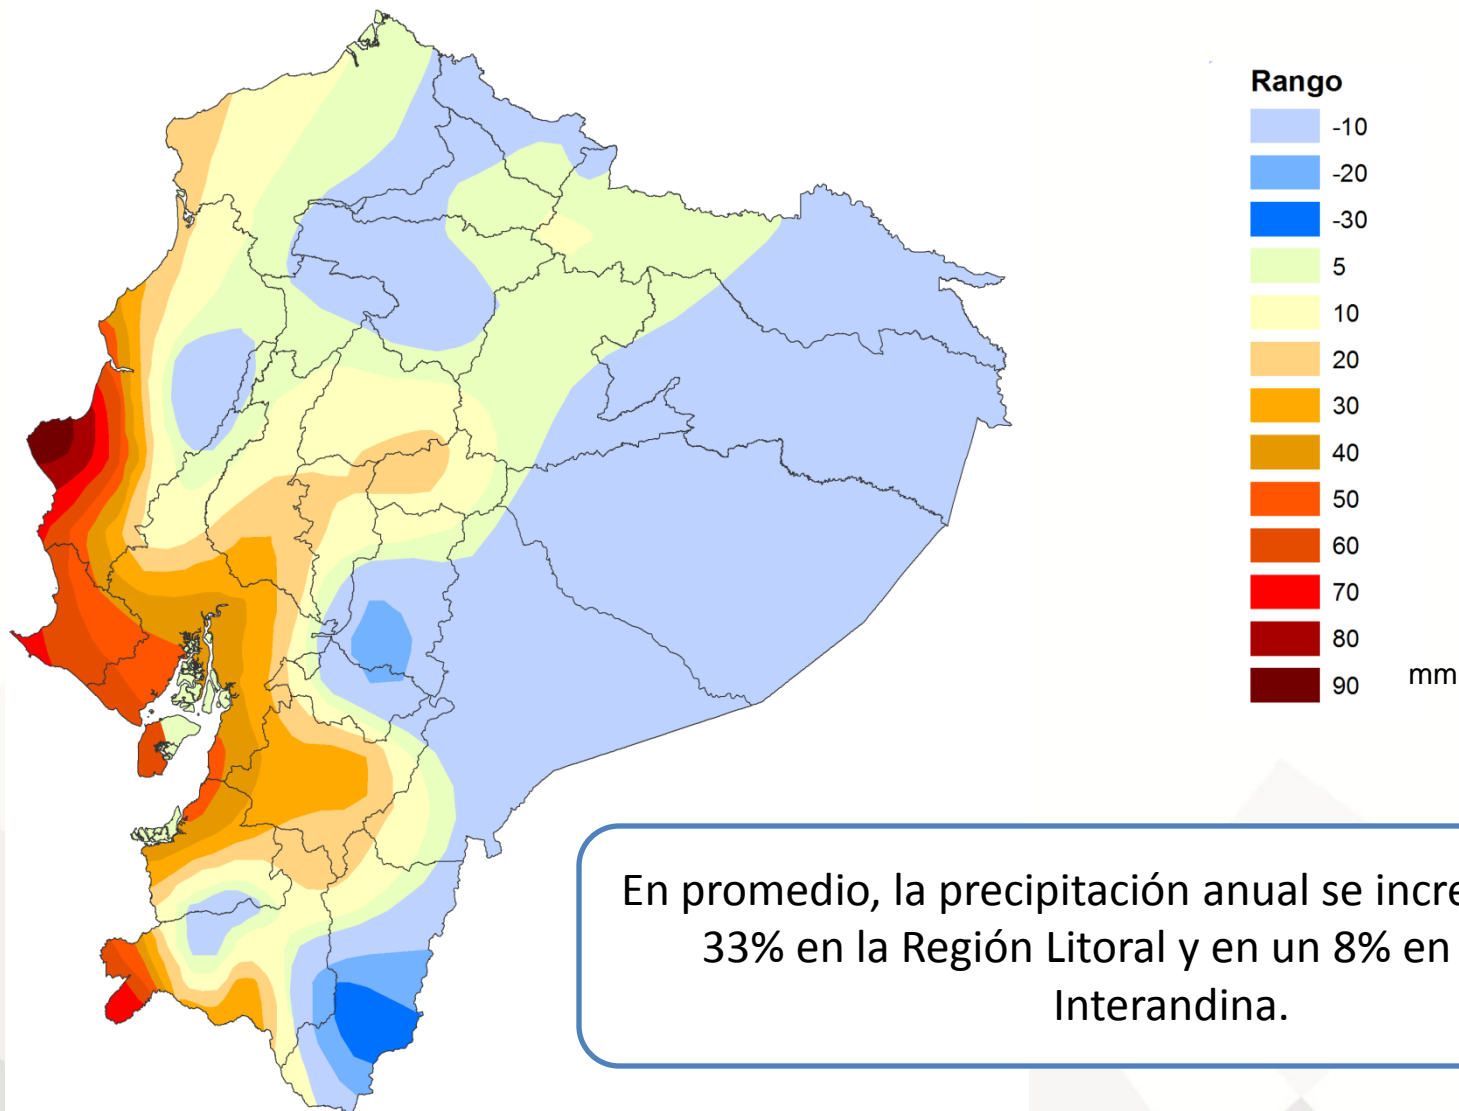 Rango
-10
-20
-30
5
10
20
30
40
50
60
70
80
90
mm
En promedio, la precipitación anual se incre
33% en la Región Litoral y en un 8% en
Interandina.